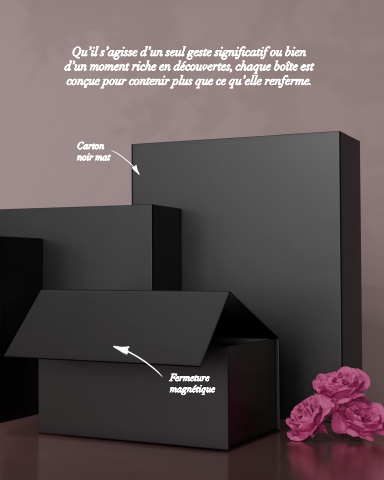 Qu'il s'agisse d'un seul geste significatif ou bien
d'un moment riche en découvertes, chaque boîte est
conçue pour contenir plus que ce qu'elle renferme.
Carton
noir mat
Fermeture
magnétique